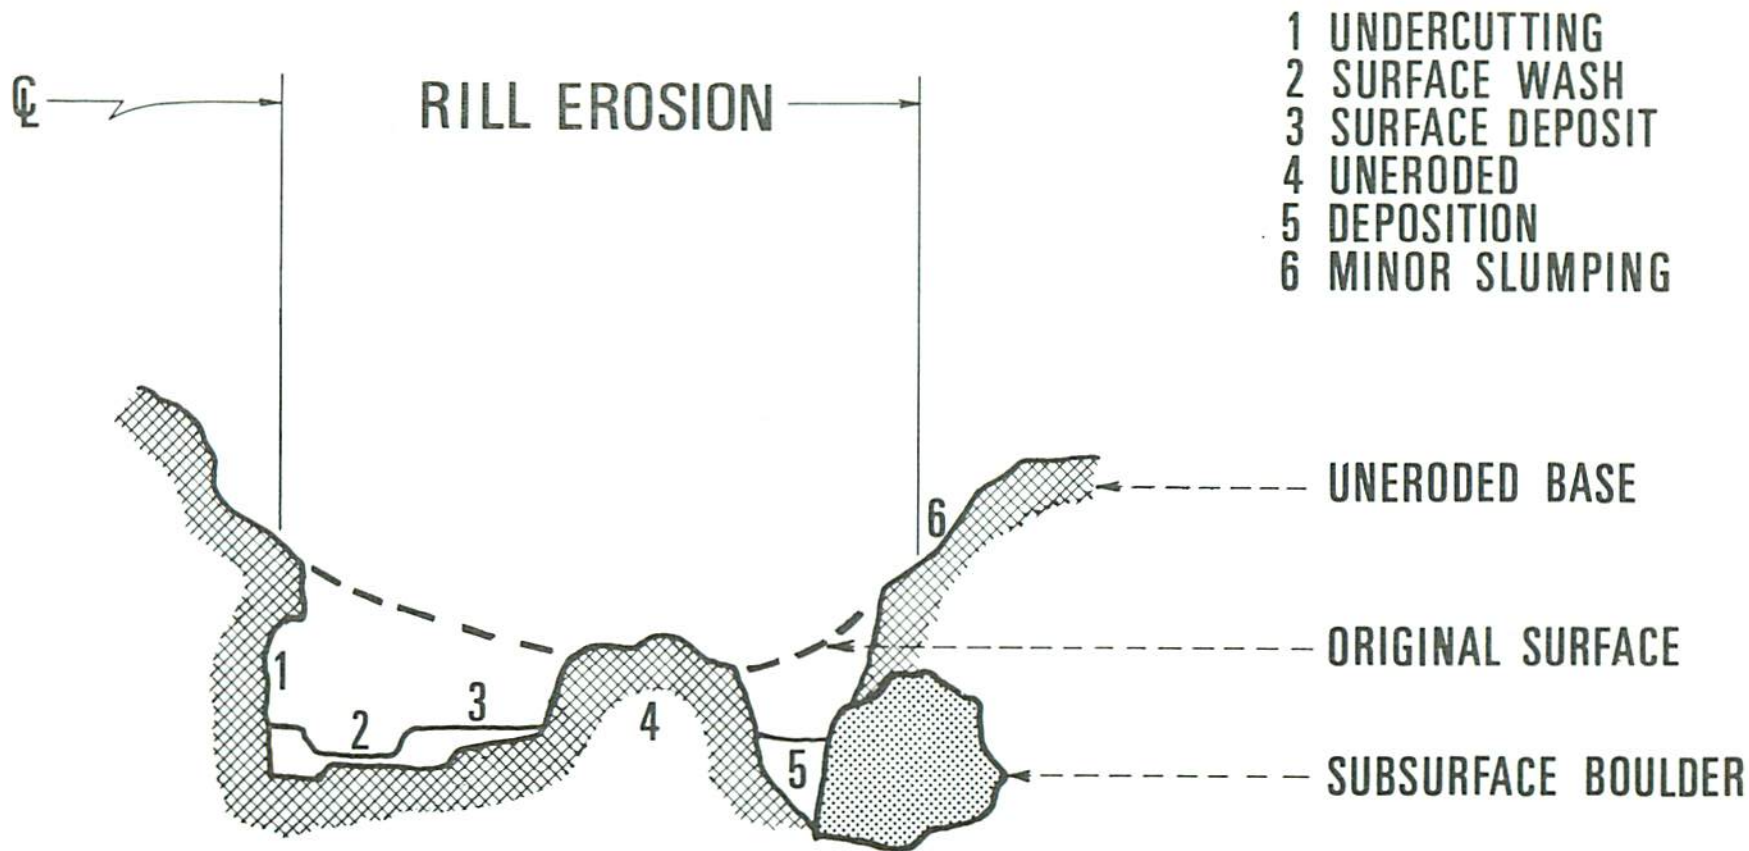 1 UNDERCUTTING
2 SURFACE WASH
3 SURFACE DEPOSIT
4 UNERODED
5 DEPOSITION
6 MINOR SLUMPING
℄
RILL EROSION
6
UNERODED BASE
1
2
3
4
5
ORIGINAL SURFACE
SUBSURFACE BOULDER